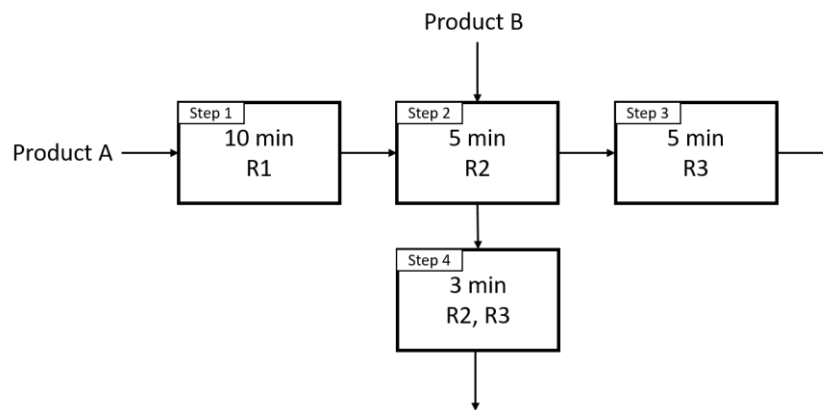 Product B
Step 1
10 min
R1
Step 2
5 min
R2
Step 3
5 min
R3
Product A
Step 4
3 min
R2, R3